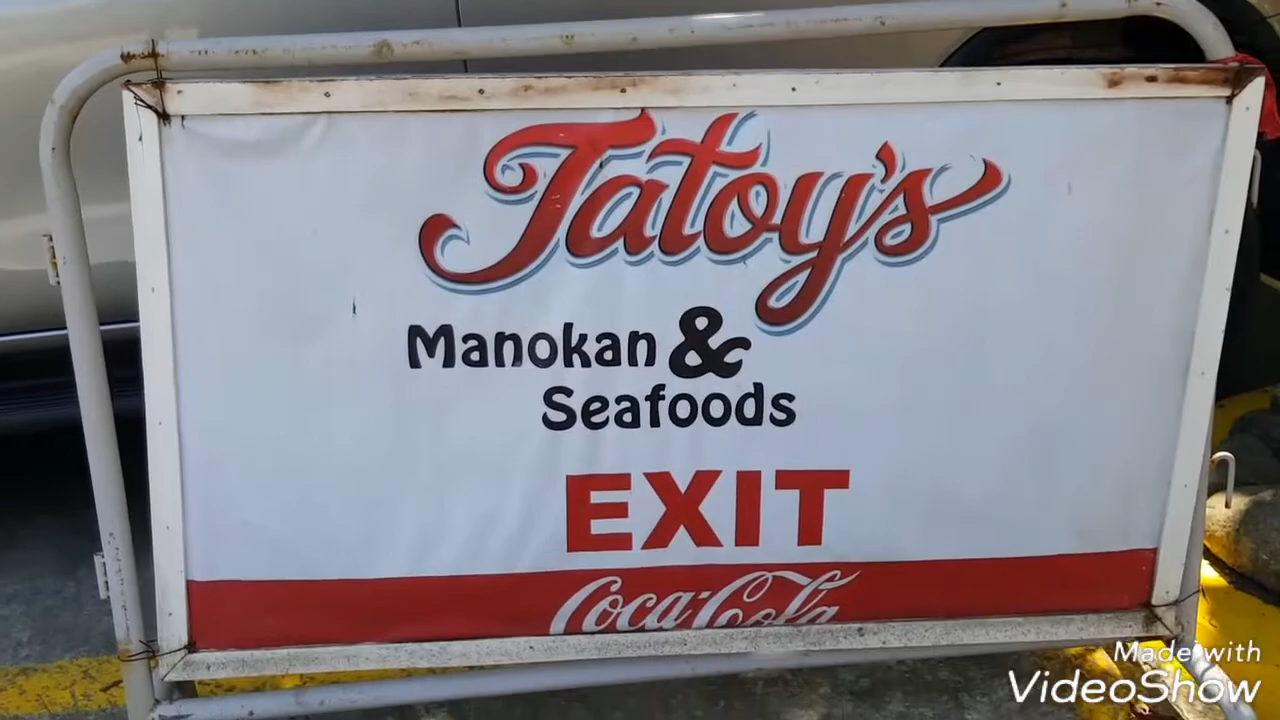 Tatoy's
Manokan &
Seafoods
EXIT
Coca-Cola
Made with
VideoShow